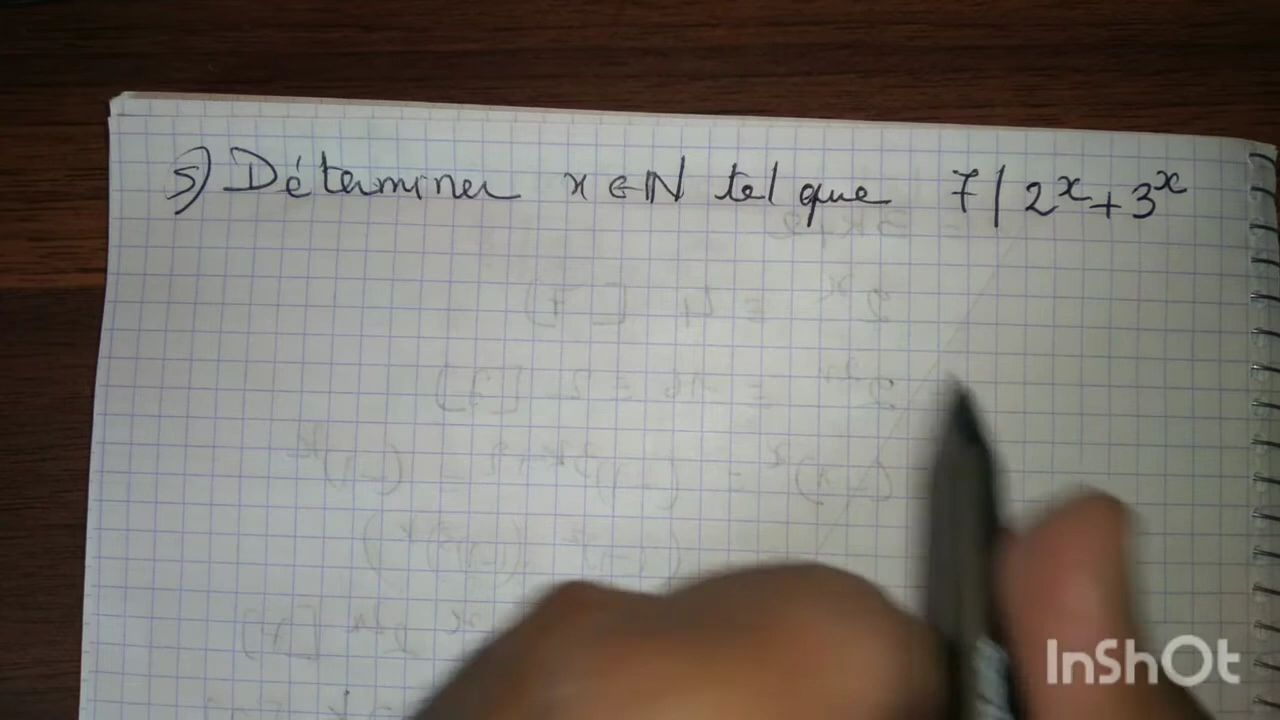 5) Déterminer x ∈ ℕ tel que 7 | 2^x + 3^x
InShOt